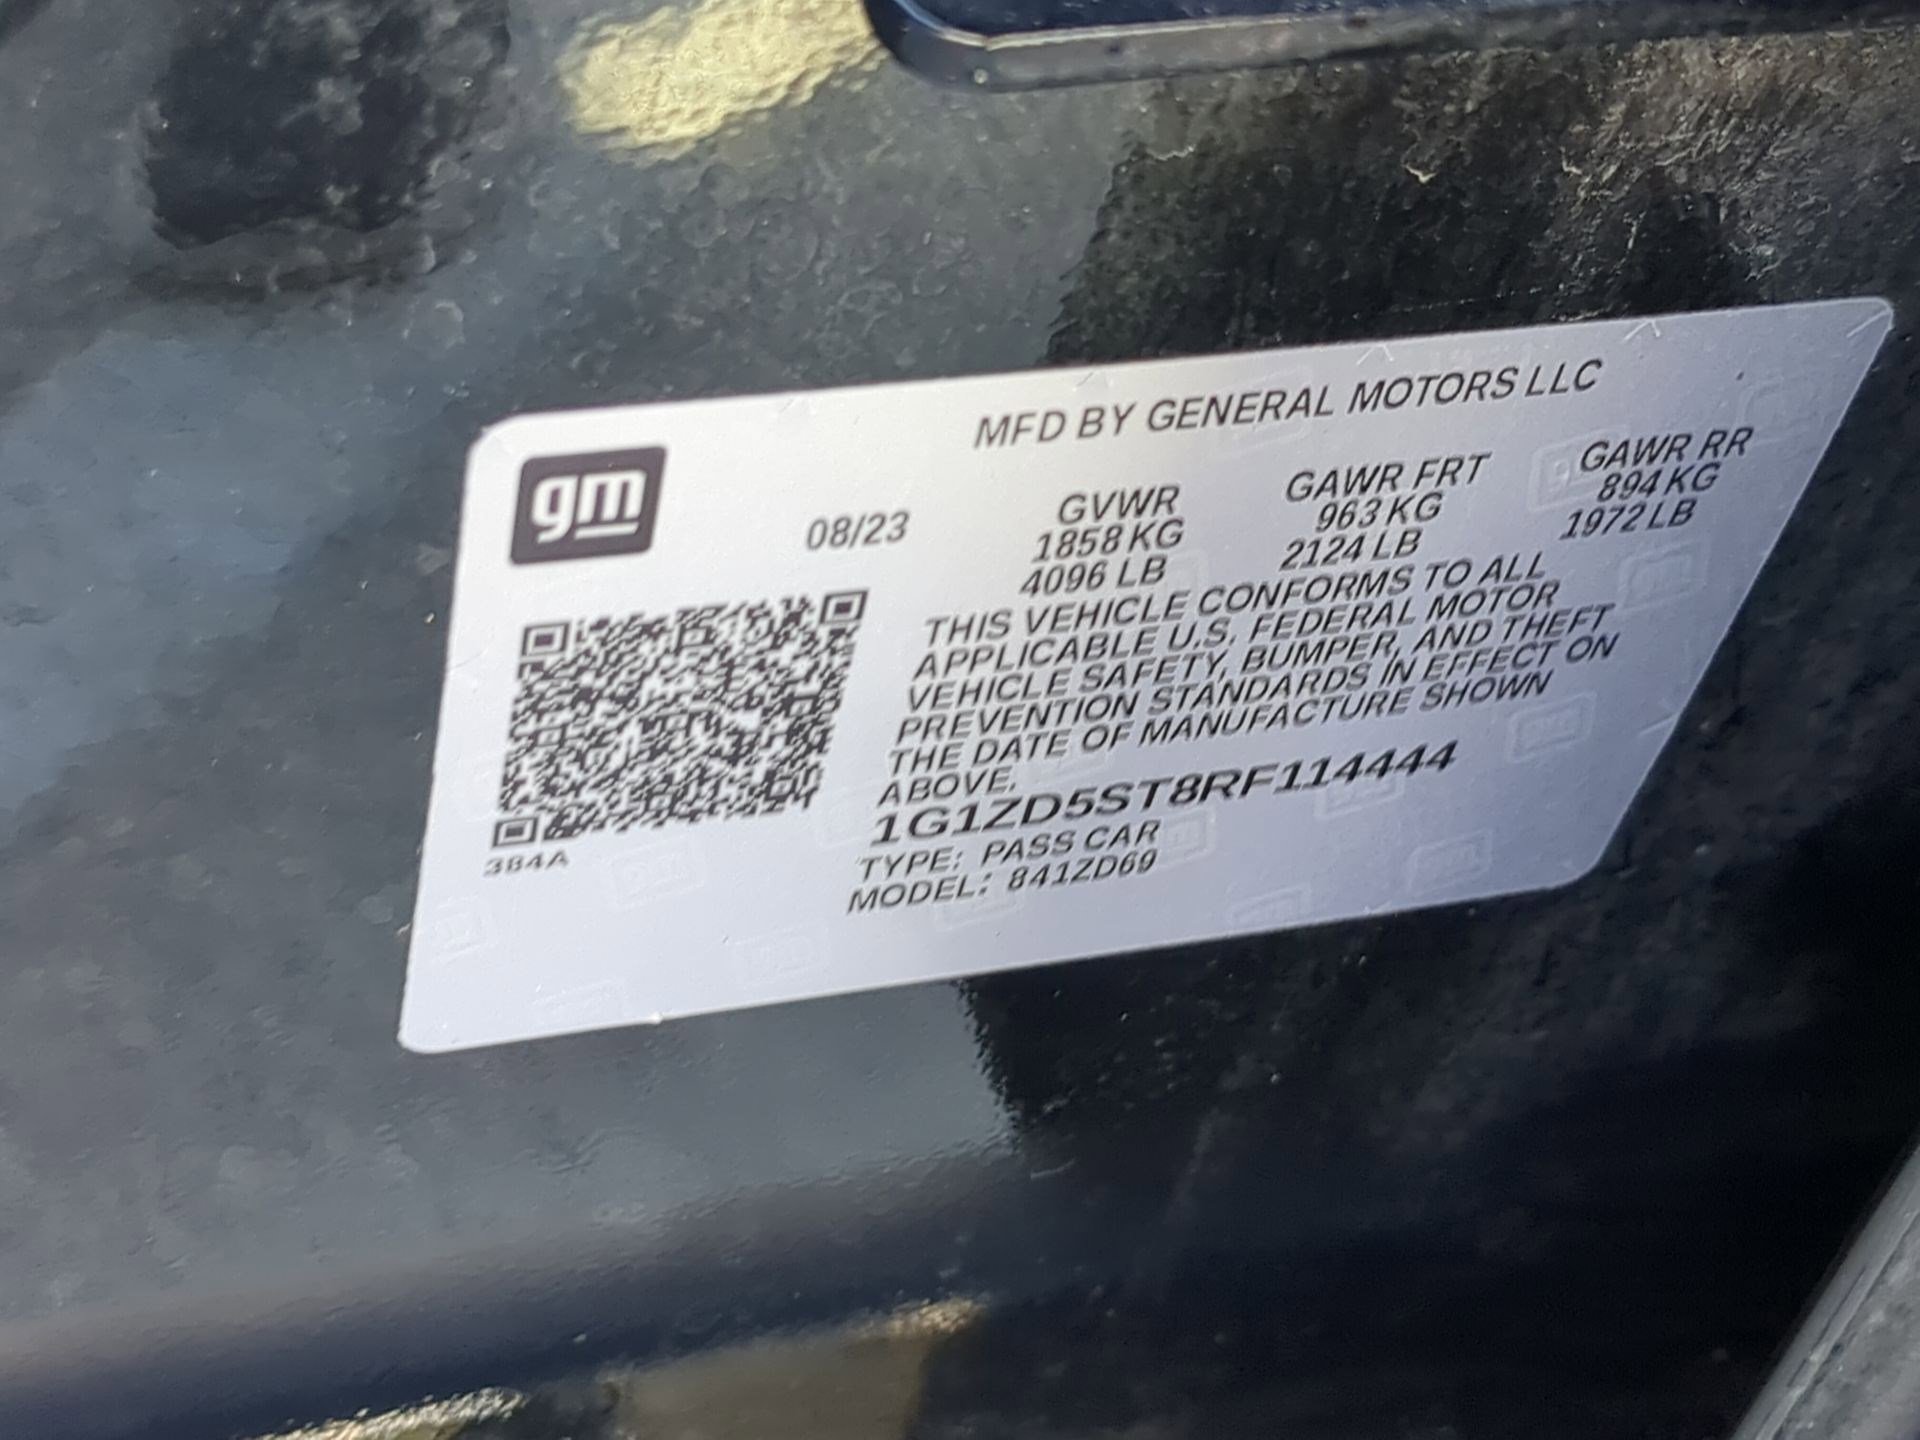 MFD BY GENERAL MOTORS LLC
gm
08/23
GVWR
1858 KG
4096 LB
GAWR FRT
963 KG
2124 LB
GAWR RR
894 KG
1972 LB
THIS VEHICLE CONFORMS TO ALL
APPLICABLE U.S. FEDERAL MOTOR
VEHICLE SAFETY, BUMPER, AND THEFT
PREVENTION STANDARDS IN EFFECT ON
THE DATE OF MANUFACTURE SHOWN
ABOVE.
1G1ZD5ST8RF114444
TYPE: PASS CAR
MODEL: 841ZD69
384A